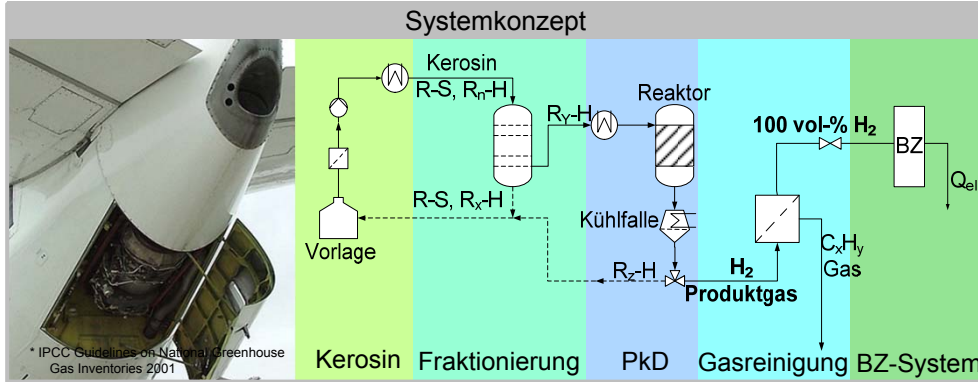 Systemkonzept
Kerosin
R-S, Rn-H
RY-H
Reaktor
100 vol-% H2
BZ
Qel
R-S, Rx-H
Vorlage
Kühlfalle
CxHy
Gas
Rz-H
H2
Produktgas
* IPCC Guidelines on National Greenhouse
Gas Inventories 2001
Kerosin
Fraktionierung
PkD
Gasreinigung
BZ-System